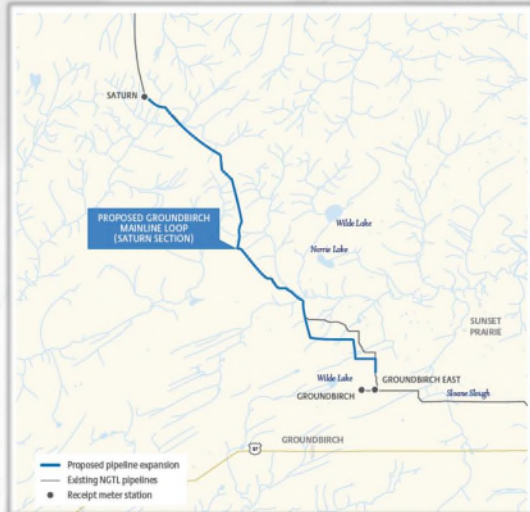 SATURN
PROPOSED GROUNDBIRCH
MAINLINE LOOP
(SATURN SECTION)
Wilde Lake
Norrie Lake
SUNSET
PRAIRIE
Wilde Lake
GROUNDBIRCH EAST
GROUNDBIRCH
Sloane Slough
GROUNDBIRCH
97
Proposed pipeline expansion
Existing NGTL pipelines
Receipt meter station